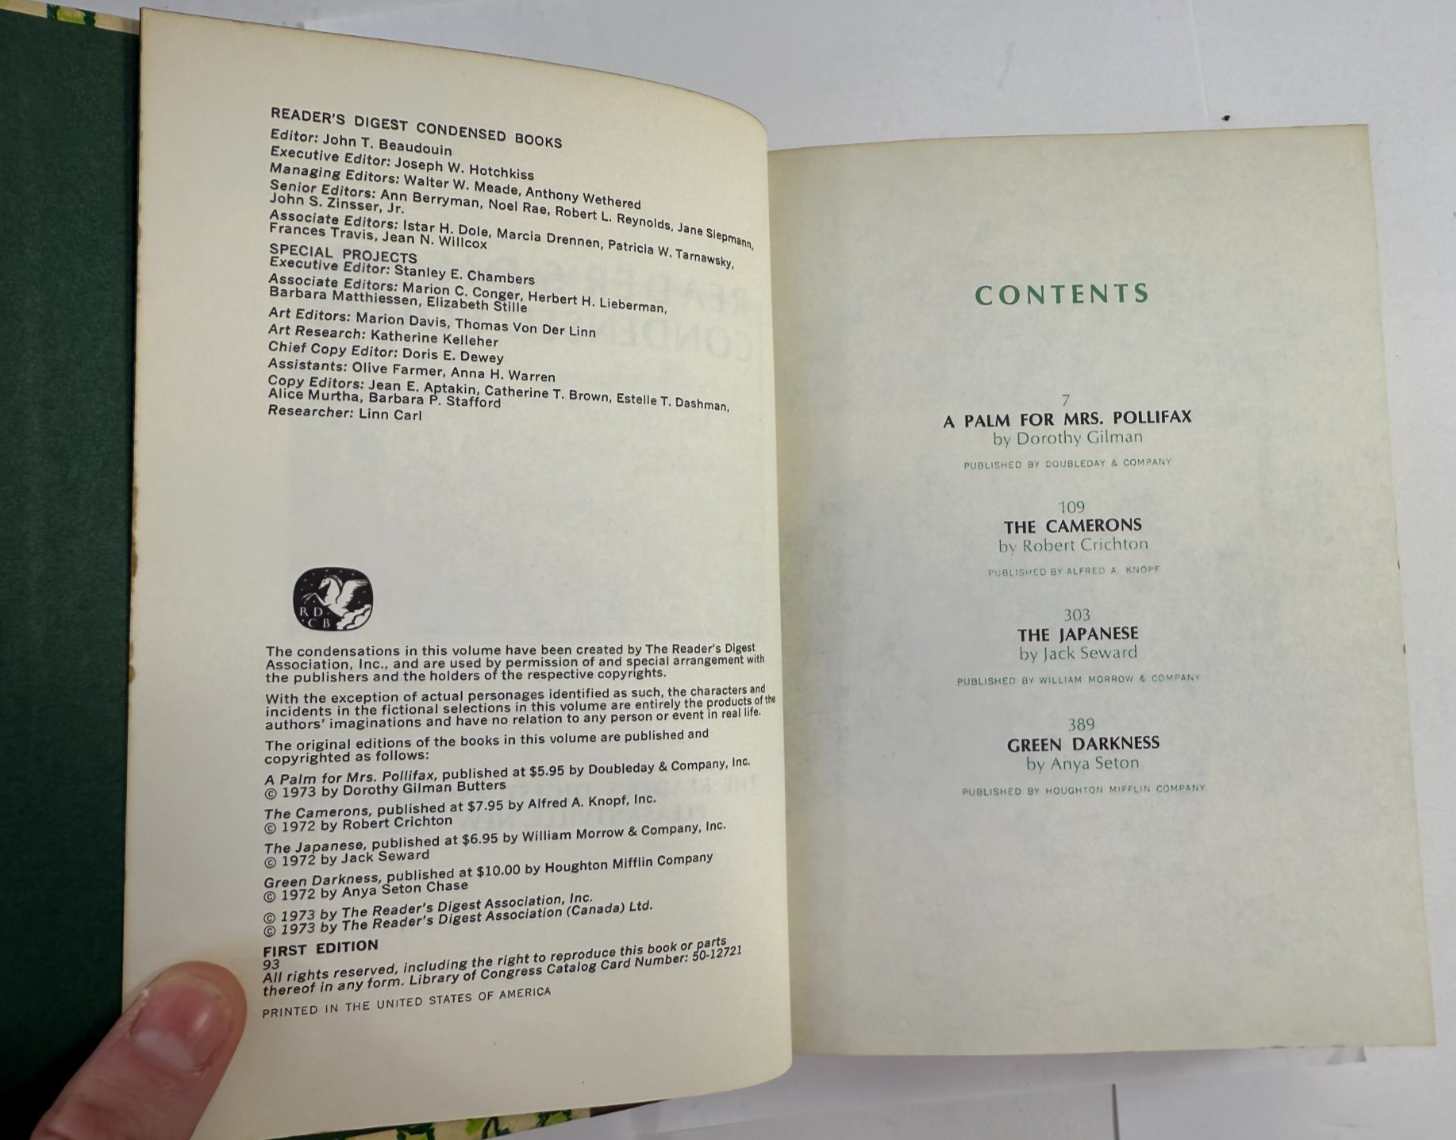 READER'S DIGEST CONDENSED BOOKS
Editor: John T. Beaudouin
Executive Editor: Joseph W. Hotchkiss
Managing Editors: Walter W. Meade, Anthony Wethered
Senior Editors: Ann Berryman, Noel Rae, Robert L. Reynolds, Jane Siepmann,
John S. Zinsser, Jr.
Associate Editors: Istar H. Dole, Marcia Drennen, Patricia W. Tarnawsky,
Frances Travis, Jean N. Willcox
SPECIAL PROJECTS
Executive Editor: Stanley E. Chambers
Associate Editors: Marion C. Conger, Herbert H. Lieberman,
Barbara Matthiessen, Elizabeth Stille
Art Editors: Marion Davis, Thomas Von Der Linn
Art Research: Katherine Kelleher
Chief Copy Editor: Doris E. Dewey
Assistants: Olive Farmer, Anna H. Warren
Copy Editors: Jean E. Aptakin, Catherine T. Brown, Estelle T. Dashman,
Alice Murtha, Barbara P. Stafford
Researcher: Linn Carl
R D
C B
The condensations in this volume have been created by The Reader's Digest
Association, Inc., and are used by permission of and special arrangement with
the publishers and the holders of the respective copyrights.
With the exception of actual personages identified as such, the characters and
incidents in the fictional selections in this volume are entirely the products of the
authors' imaginations and have no relation to any person or event in real life.
The original editions of the books in this volume are published and
copyrighted as follows:
A Palm for Mrs. Pollifax, published at $5.95 by Doubleday & Company, Inc.
© 1973 by Dorothy Gilman Butters
The Camerons, published at $7.95 by Alfred A. Knopf, Inc.
© 1972 by Robert Crichton
The Japanese, published at $6.95 by William Morrow & Company, Inc.
© 1972 by Jack Seward
Green Darkness, published at $10.00 by Houghton Mifflin Company
© 1972 by Anya Seton Chase
© 1973 by The Reader's Digest Association, Inc.
© 1973 by The Reader's Digest Association (Canada) Ltd.
FIRST EDITION
93
All rights reserved, including the right to reproduce this book or parts
thereof in any form. Library of Congress Catalog Card Number: 50-12721
PRINTED IN THE UNITED STATES OF AMERICA
CONTENTS
7
A PALM FOR MRS. POLLIFAX
by Dorothy Gilman
PUBLISHED BY DOUBLEDAY & COMPANY
109
THE CAMERONS
by Robert Crichton
PUBLISHED BY ALFRED A. KNOPF
303
THE JAPANESE
by Jack Seward
PUBLISHED BY WILLIAM MORROW & COMPANY
389
GREEN DARKNESS
by Anya Seton
PUBLISHED BY HOUGHTON MIFFLIN COMPANY